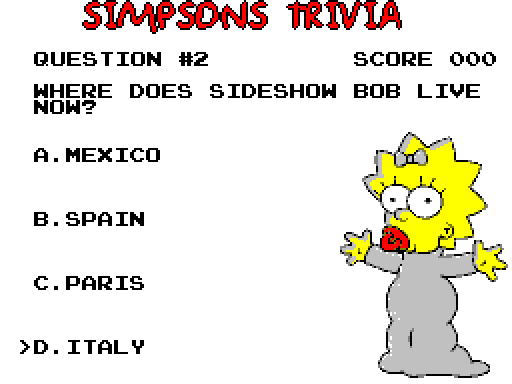 SIMPSONS TRIVIA
QUESTION #2 SCORE 000
WHERE DOES SIDESHOW BOB LIVE
NOW?
A.MEXICO
B.SPAIN
C.PARIS
>D.ITALY